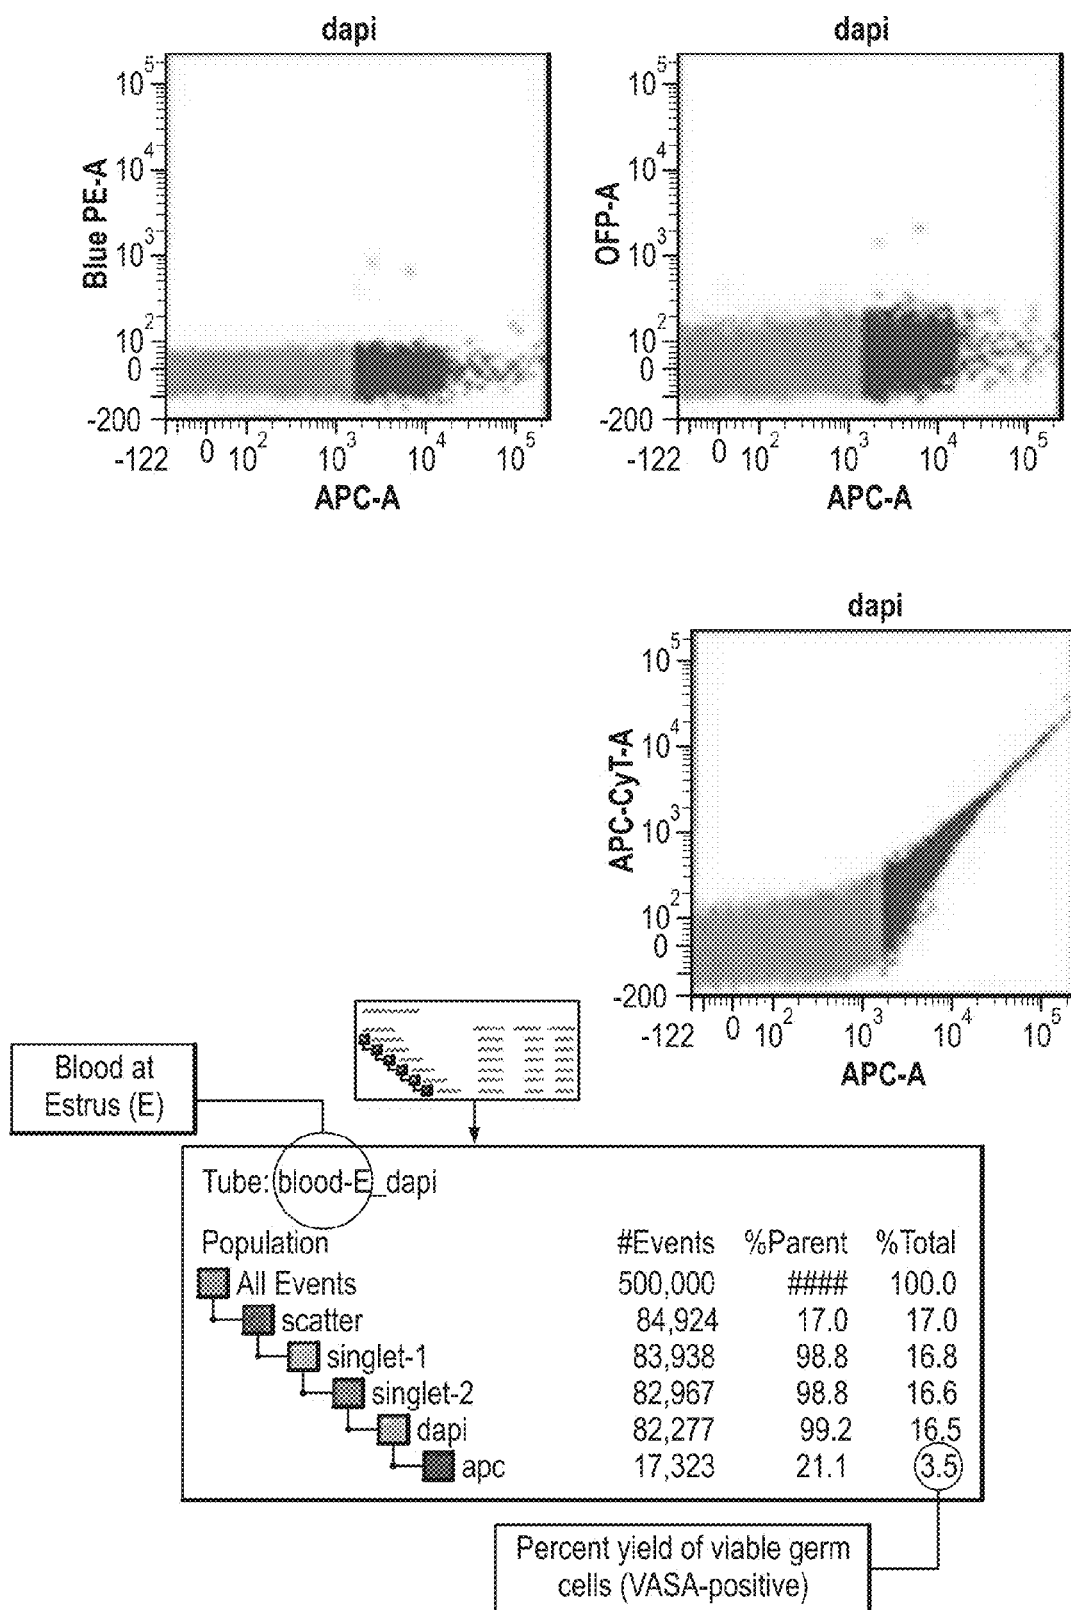 dapi
10^5
10^4
10^3
10^2
0
-200
Blue PE-A
-122 0 10^2 10^3 10^4 10^5
APC-A
dapi
10^5
10^4
10^3
10^2
0
-200
OFP-A
-122 0 10^2 10^3 10^4 10^5
APC-A
dapi
10^5
10^4
10^3
10^2
0
-200
APC-CyT-A
-122 0 10^2 10^3 10^4 10^5
APC-A
Blood at
Estrus (E)
Tube: blood-E_dapi
Population #Events %Parent %Total
All Events 500,000 #### 100.0
scatter 84,924 17.0 17.0
singlet-1 83,938 98.8 16.8
singlet-2 82,967 98.8 16.6
dapi 82,277 99.2 16.5
apc 17,323 21.1 3.5
Percent yield of viable germ
cells (VASA-positive)